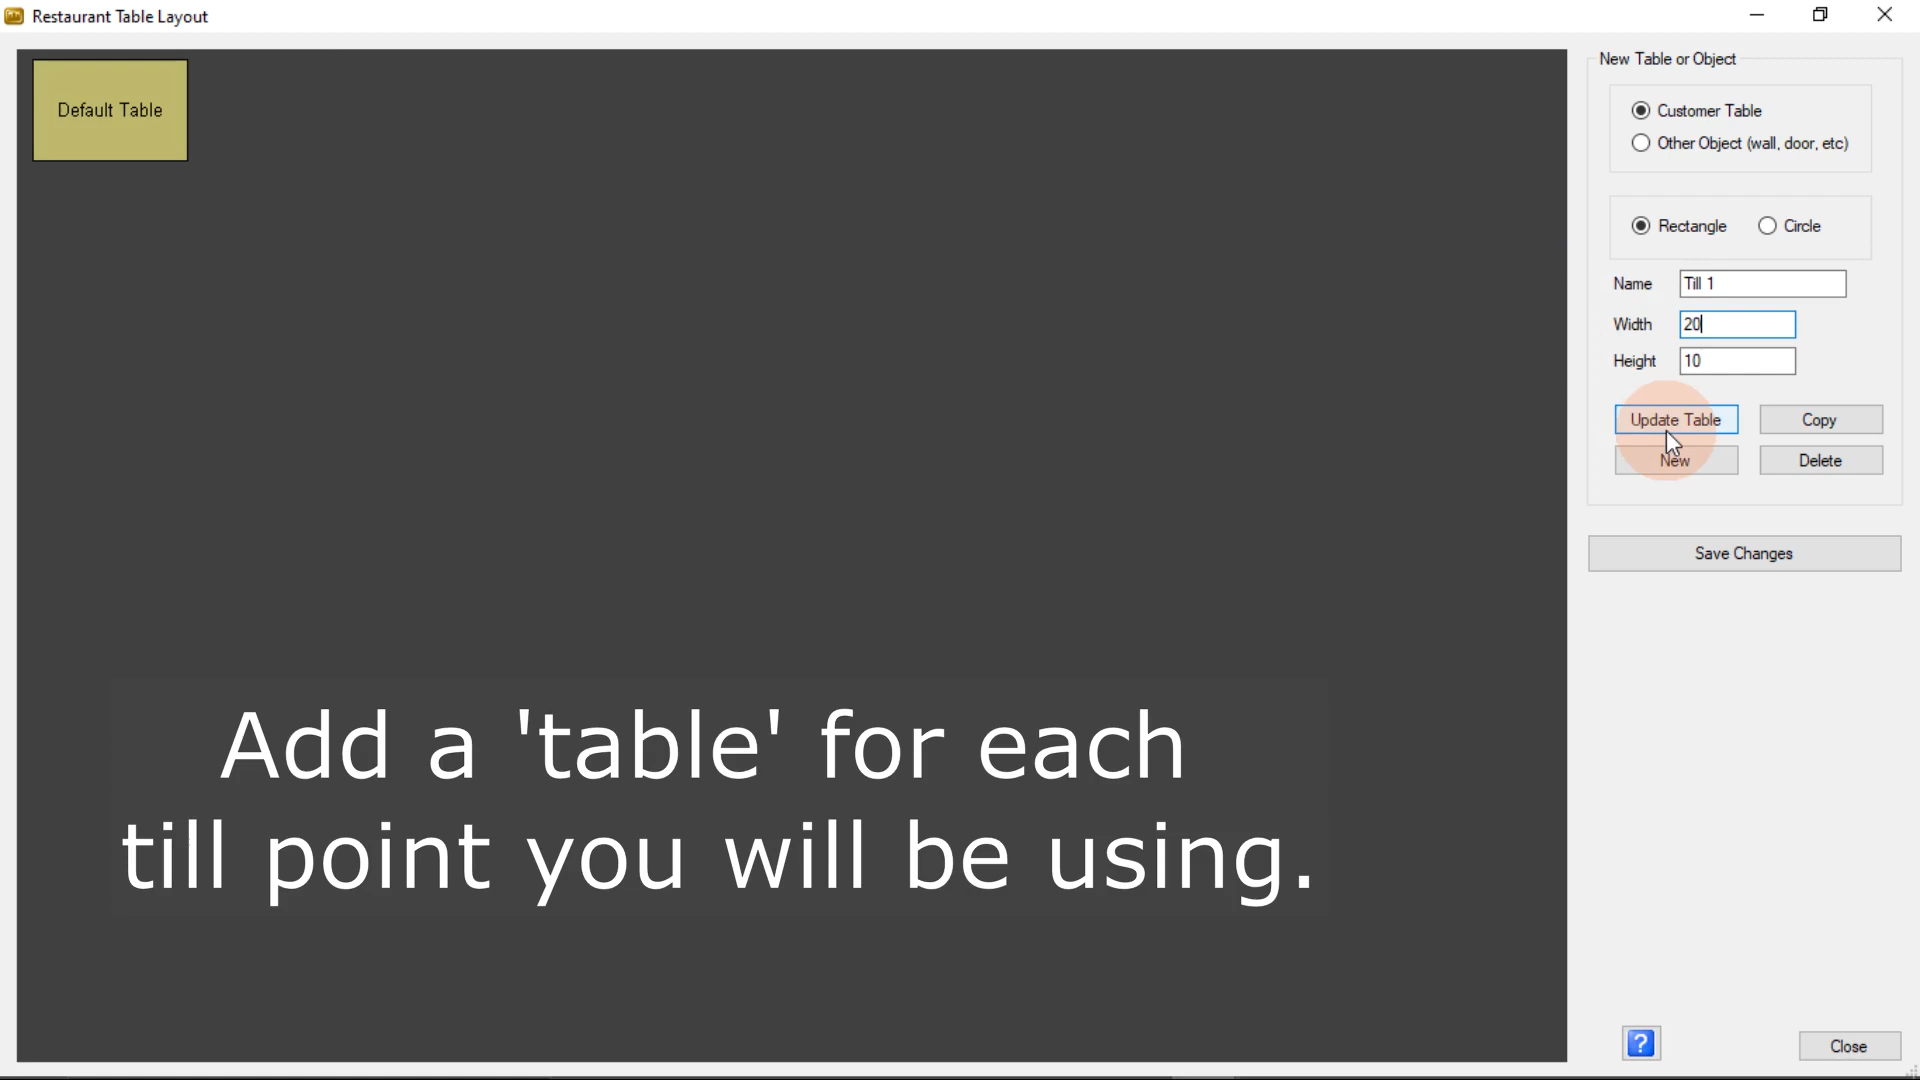 Restaurant Table Layout
Default Table
New Table or Object
Customer Table
Other Object (wall, door, etc)
Rectangle
Circle
Name
Till 1
Width
20
Height
10
Update Table
Copy
New
Delete
Save Changes
Add a 'table' for each
till point you will be using.
?
Close